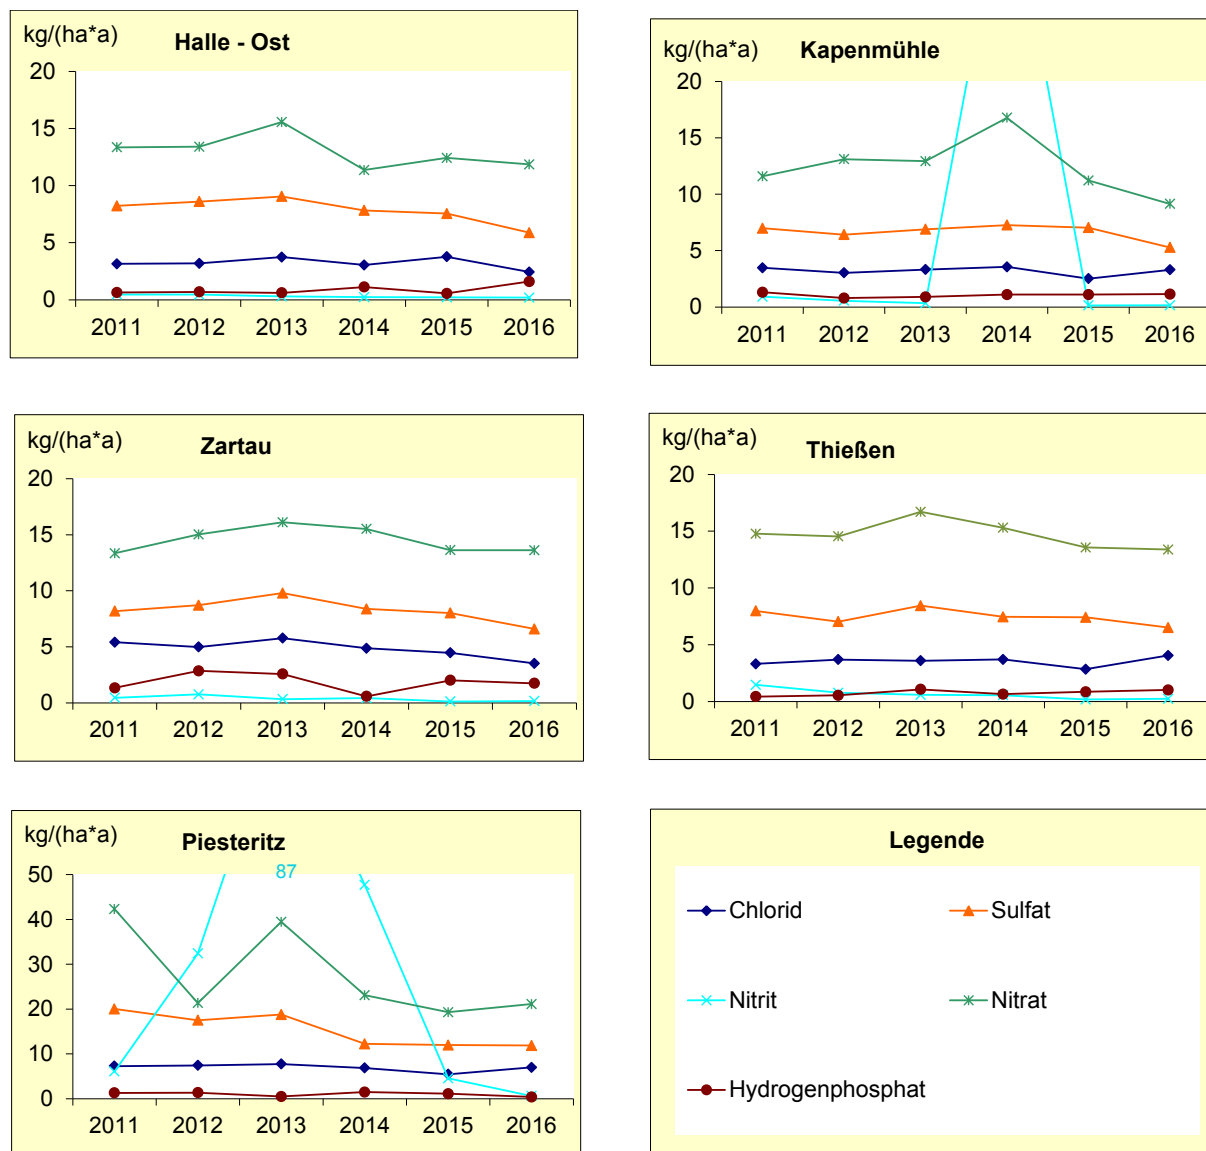 kg/(ha*a)
Halle - Ost
20
15
10
5
0
2011 2012 2013 2014 2015 2016
kg/(ha*a)
Kapenmühle
20
15
10
5
0
2011 2012 2013 2014 2015 2016
kg/(ha*a)
Zartau
20
15
10
5
0
2011 2012 2013 2014 2015 2016
kg/(ha*a)
Thießen
20
15
10
5
0
2011 2012 2013 2014 2015 2016
kg/(ha*a)
Piesteritz
87
50
40
30
20
10
0
2011 2012 2013 2014 2015 2016
Legende
Chlorid Sulfat
Nitrit Nitrat
Hydrogenphosphat